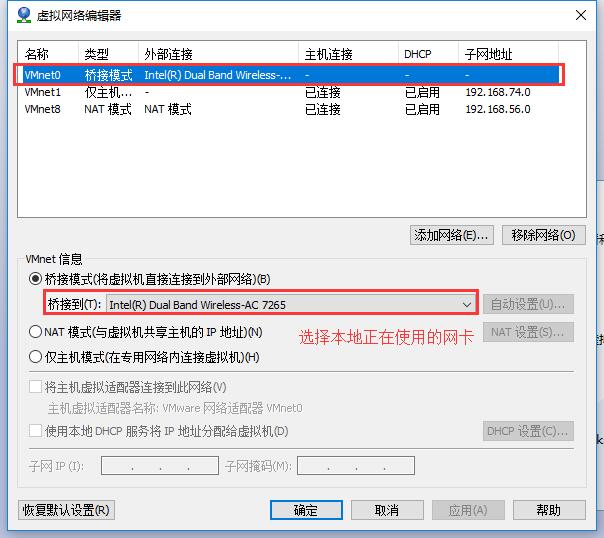 虚拟网络编辑器
名称 类型 外部连接 主机连接 DHCP 子网地址
VMnet0 桥接模式 Intel(R) Dual Band Wireless-... - - -
VMnet1 仅主机... - 已连接 已启用 192.168.74.0
VMnet8 NAT 模式 NAT 模式 已连接 已启用 192.168.56.0
添加网络(E)... 移除网络(O)
VMnet 信息
桥接模式(将虚拟机直接连接到外部网络)(B)
桥接到(T): Intel(R) Dual Band Wireless-AC 7265 自动设置(U)...
NAT 模式(与虚拟机共享主机的 IP 地址)(N) 选择本地正在使用的网卡 NAT 设置(S)...
仅主机模式(在专用网络内连接虚拟机)(H)
将主机虚拟适配器连接到此网络(V)
主机虚拟适配器名称: VMware 网络适配器 VMnet0
使用本地 DHCP 服务将 IP 地址分配给虚拟机(D) DHCP 设置(C)...
子网 IP (I): . . . 子网掩码(M): . . .
恢复默认设置(R) 确定 取消 应用(A) 帮助